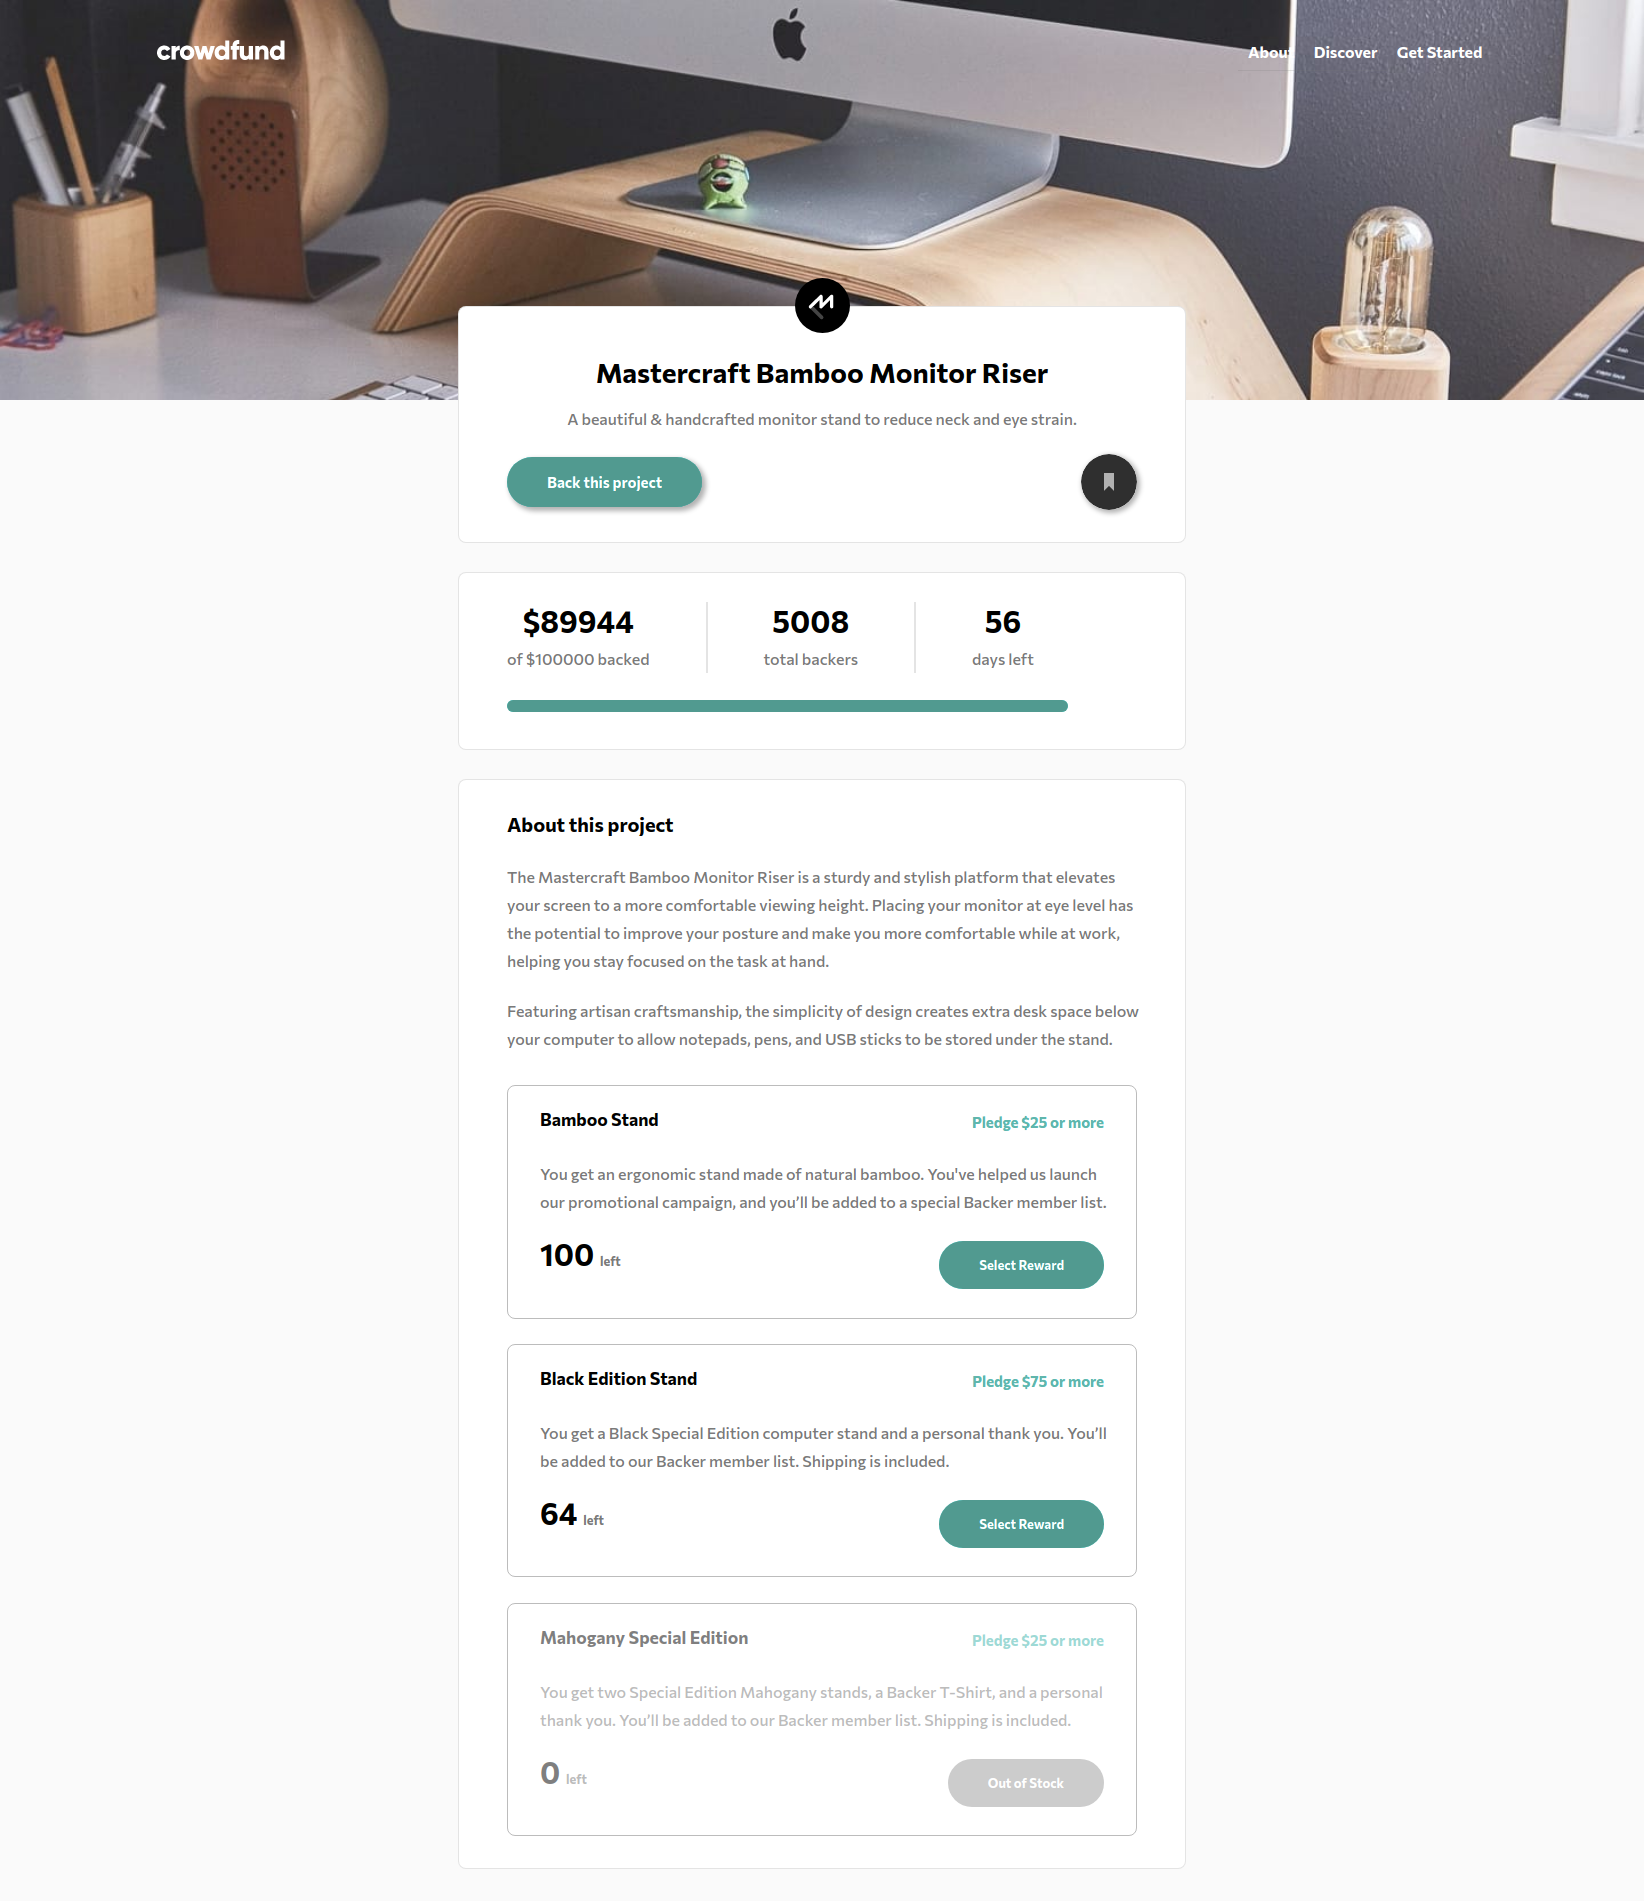 crowdfund
About Discover Get Started
Mastercraft Bamboo Monitor Riser
A beautiful & handcrafted monitor stand to reduce neck and eye strain.
Back this project
$89944
of $100000 backed
5008
total backers
56
days left
About this project
The Mastercraft Bamboo Monitor Riser is a sturdy and stylish platform that elevates
your screen to a more comfortable viewing height. Placing your monitor at eye level has
the potential to improve your posture and make you more comfortable while at work,
helping you stay focused on the task at hand.
Featuring artisan craftsmanship, the simplicity of design creates extra desk space below
your computer to allow notepads, pens, and USB sticks to be stored under the stand.
Bamboo Stand
Pledge $25 or more
You get an ergonomic stand made of natural bamboo. You've helped us launch
our promotional campaign, and you’ll be added to a special Backer member list.
100 left
Select Reward
Black Edition Stand
Pledge $75 or more
You get a Black Special Edition computer stand and a personal thank you. You’ll
be added to our Backer member list. Shipping is included.
64 left
Select Reward
Mahogany Special Edition
Pledge $25 or more
You get two Special Edition Mahogany stands, a Backer T-Shirt, and a personal
thank you. You’ll be added to our Backer member list. Shipping is included.
0 left
Out of Stock